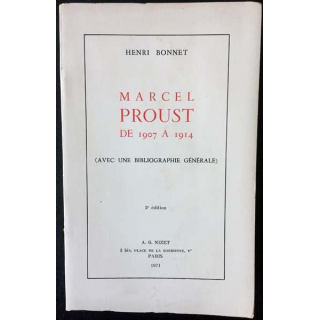 HENRI BONNET
MARCEL
PROUST
DE 1907 A 1914
(AVEC UNE BIBLIOGRAPHIE GÉNÉRALE)
2e édition
A. G. NIZET
3 bis, PLACE DE LA SORBONNE, Ve
PARIS
1971